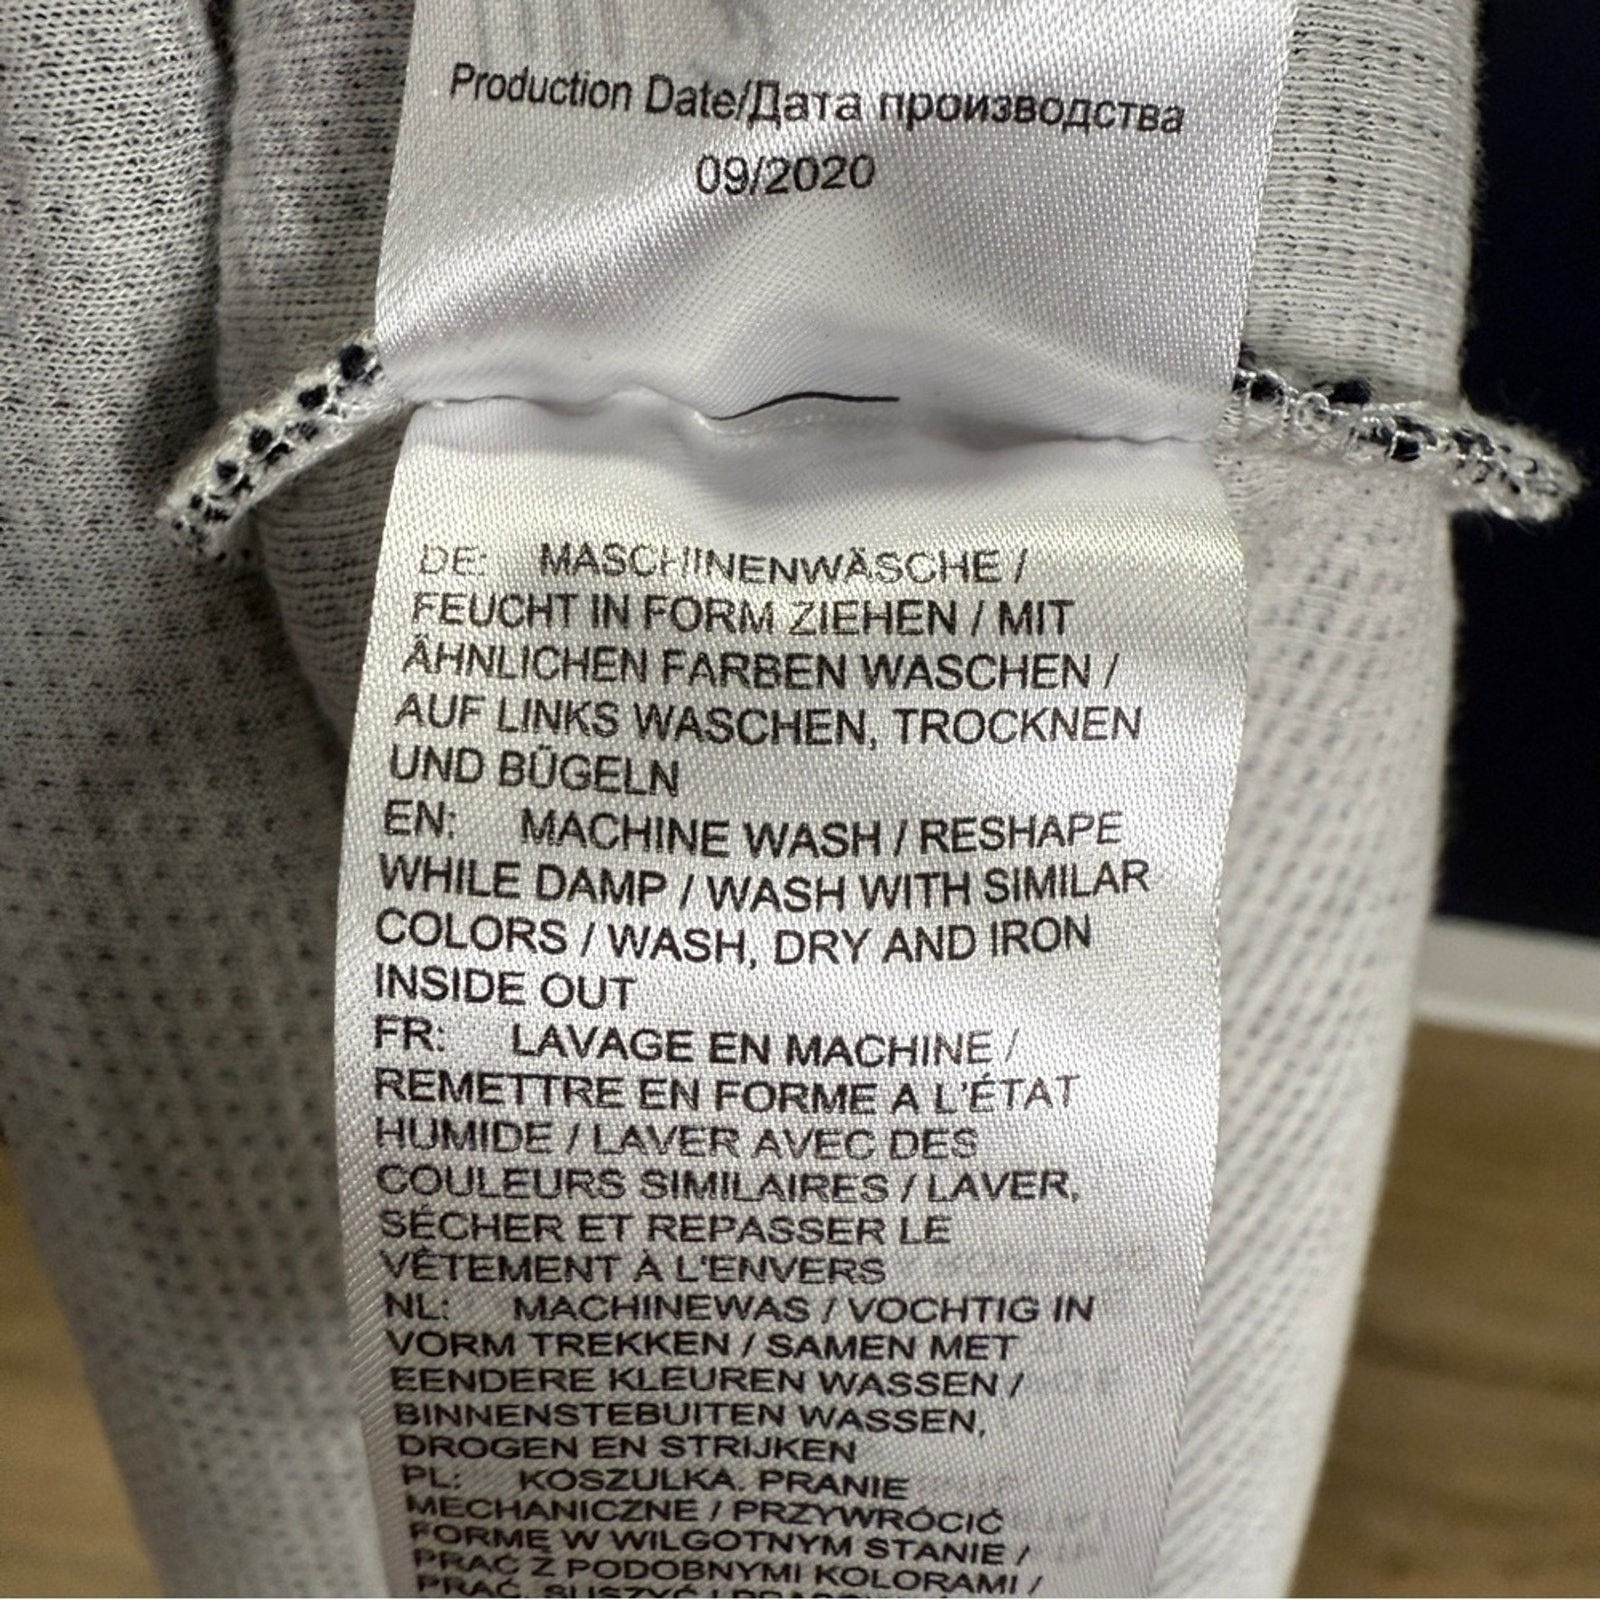 Production Date/Дата производства
09/2020
DE: MASCHINENWÄSCHE /
FEUCHT IN FORM ZIEHEN / MIT
ÄHNLICHEN FARBEN WASCHEN /
AUF LINKS WASCHEN, TROCKNEN
UND BÜGELN
EN: MACHINE WASH / RESHAPE
WHILE DAMP / WASH WITH SIMILAR
COLORS / WASH, DRY AND IRON
INSIDE OUT
FR: LAVAGE EN MACHINE /
REMETTRE EN FORME A L'ÉTAT
HUMIDE / LAVER AVEC DES
COULEURS SIMILAIRES / LAVER,
SÉCHER ET REPASSER LE
VÊTEMENT À L'ENVERS
NL: MACHINEWAS / VOCHTIG IN
VORM TREKKEN / SAMEN MET
EENDERE KLEUREN WASSEN /
BINNENSTEBUITEN WASSEN,
DROGEN EN STRIJKEN
PL: KOSZULKA. PRANIE
MECHANICZNE / PRZYWRÓCIĆ
FORMĘ W WILGOTNYM STANIE /
PRAĆ Z PODOBNYMI KOLORAMI /
PRAĆ, SUSZYĆ I